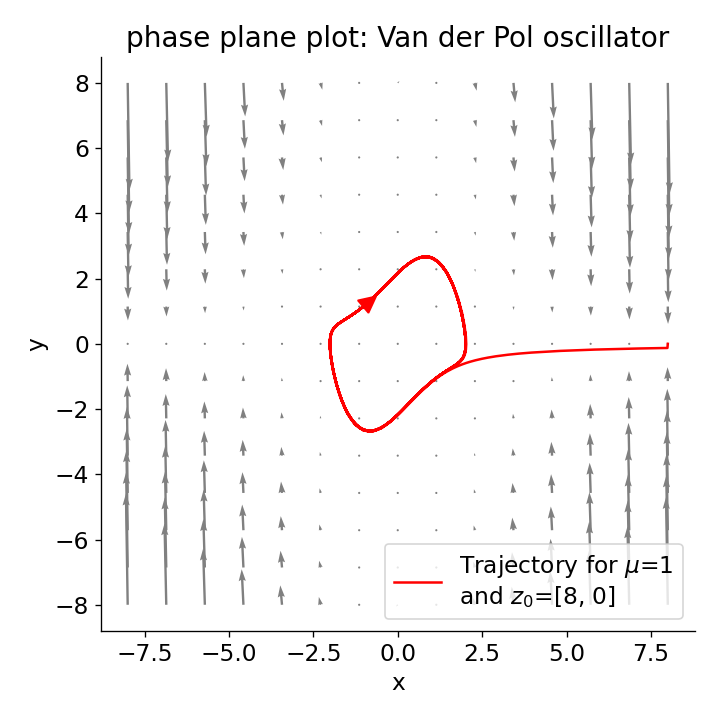 phase plane plot: Van der Pol oscillator
8
6
4
2
0
−2
−4
−6
−8
y
−7.5 −5.0 −2.5 0.0 2.5 5.0 7.5
x
Trajectory for μ=1
and z₀=[8, 0]